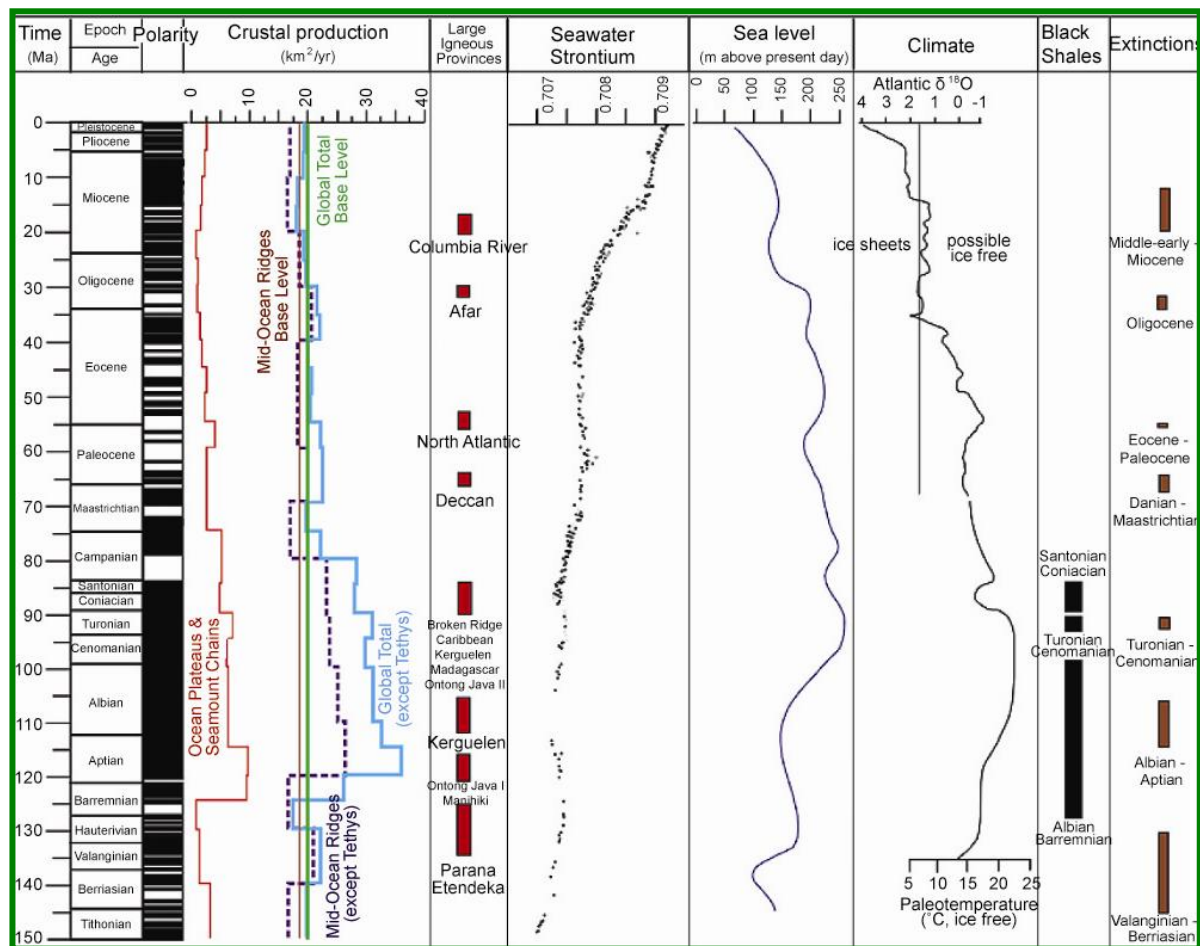 Time
(Ma)
Epoch
Age
Polarity
Crustal production
(km²/yr)
Large
Igneous
Provinces
Seawater
Strontium
Sea level
(m above present day)
Climate
Black
Shales
Extinctions
0
10
20
30
40
0.707
0.708
0.709
0
50
100
150
200
250
Atlantic δ¹⁸O
4 3 2 1 0 -1
0
10
20
30
40
50
60
70
80
90
100
110
120
130
140
150
Pleistocene
Pliocene
Miocene
Oligocene
Eocene
Paleocene
Maastrichtian
Campanian
Santonian
Coniacian
Turonian
Cenomanian
Albian
Aptian
Barremnian
Hauterivian
Valanginian
Berriasian
Tithonian
Ocean Plateaus &
Seamount Chains
Mid-Ocean Ridges
Base Level
Global Total
Base Level
Global Total
(except Tethys)
Mid-Ocean Ridges
(except Tethys)
Columbia River
Afar
North Atlantic
Deccan
Broken Ridge
Caribbean
Kerguelen
Madagascar
Ontong Java II
Kerguelen
Ontong Java I
Manihiki
Parana
Etendeka
ice sheets
possible
ice free
5 10 15 20 25
Paleotemperature
(°C, ice free)
Santonian
Coniacian
Turonian
Cenomanian
Albian
Barremnian
Middle-early -
Miocene
Oligocene
Eocene -
Paleocene
Danian -
Maastrichtian
Turonian -
Cenomanian
Albian -
Aptian
Valanginian -
Berriasian